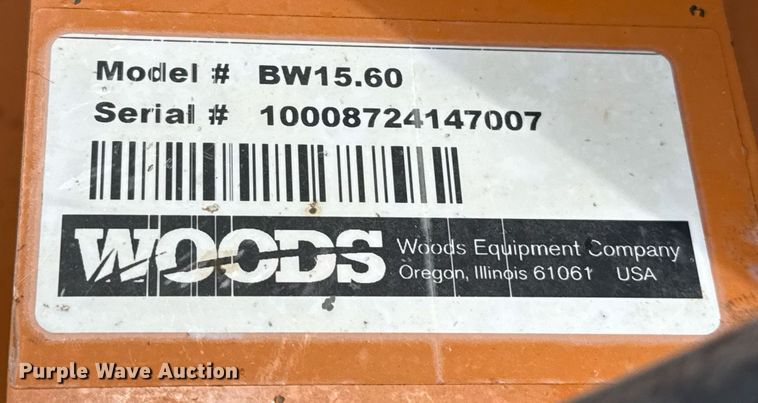 Model # BW15.60
Serial # 10008724147007
WOODS
Woods Equipment Company
Oregon, Illinois 61061 USA
Purple Wave Auction